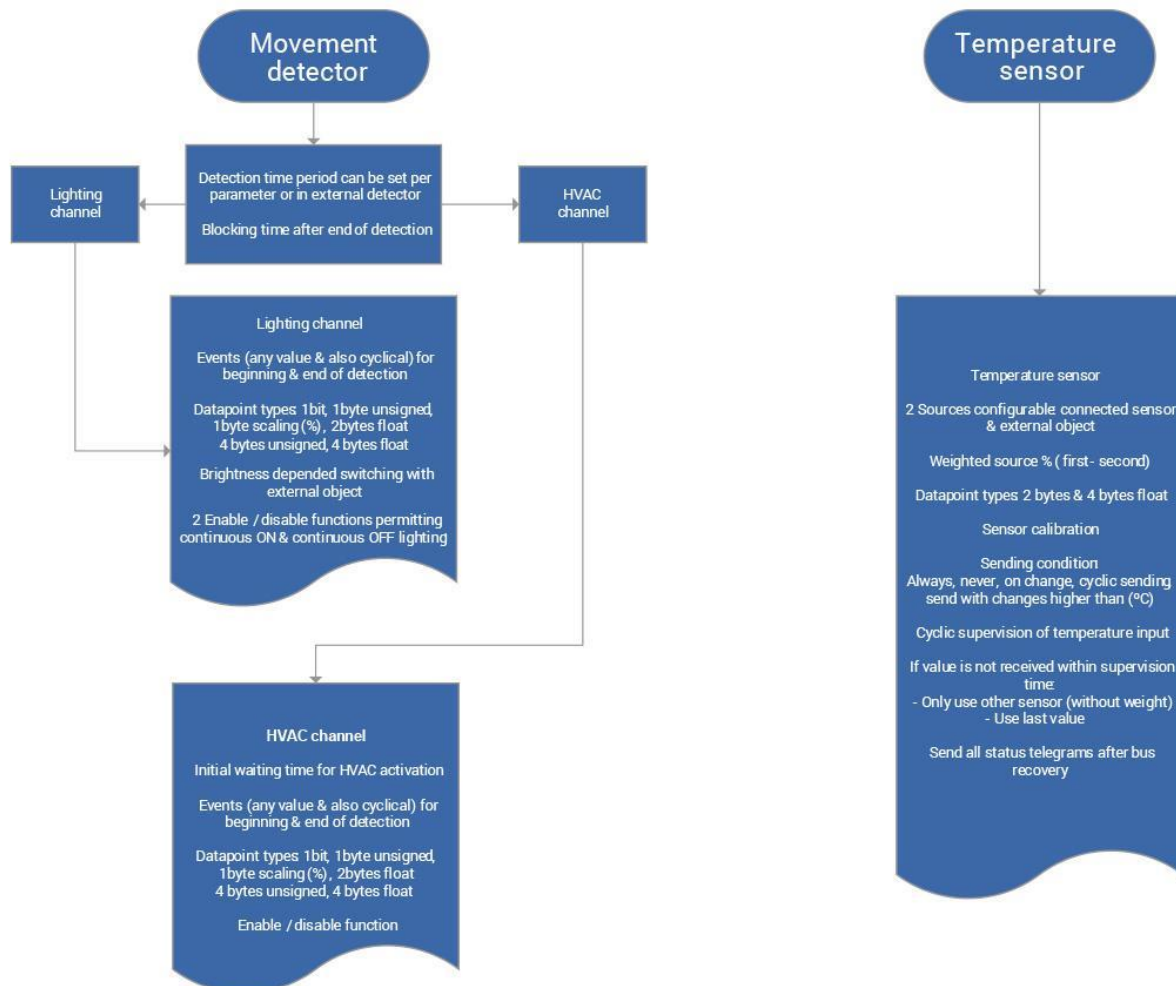 Movement
detector
Detection time period can be set per
parameter or in external detector
Blocking time after end of detection
Lighting
channel
HVAC
channel
Lighting channel
Events (any value & also cyclical) for
beginning & end of detection
Datapoint types: 1bit, 1byte unsigned,
1byte scaling (%), 2bytes float
4 bytes unsigned, 4 bytes float
Brightness depended switching with
external object
2 Enable / disable functions permitting
continuous ON & continuous OFF lighting
HVAC channel
Initial waiting time for HVAC activation
Events (any value & also cyclical) for
beginning & end of detection
Datapoint types: 1bit, 1byte unsigned,
1byte scaling (%), 2bytes float
4 bytes unsigned, 4 bytes float
Enable / disable function
Temperature
sensor
Temperature sensor
2 Sources configurable: connected sensor
& external object
Weighted source % ( first- second)
Datapoint types: 2 bytes & 4 bytes float
Sensor calibration
Sending condition:
Always, never, on change, cyclic sending
send with changes higher than (ºC)
Cyclic supervision of temperature input
If value is not received within supervision
time:
- Only use other sensor (without weight)
- Use last value
Send all status telegrams after bus
recovery